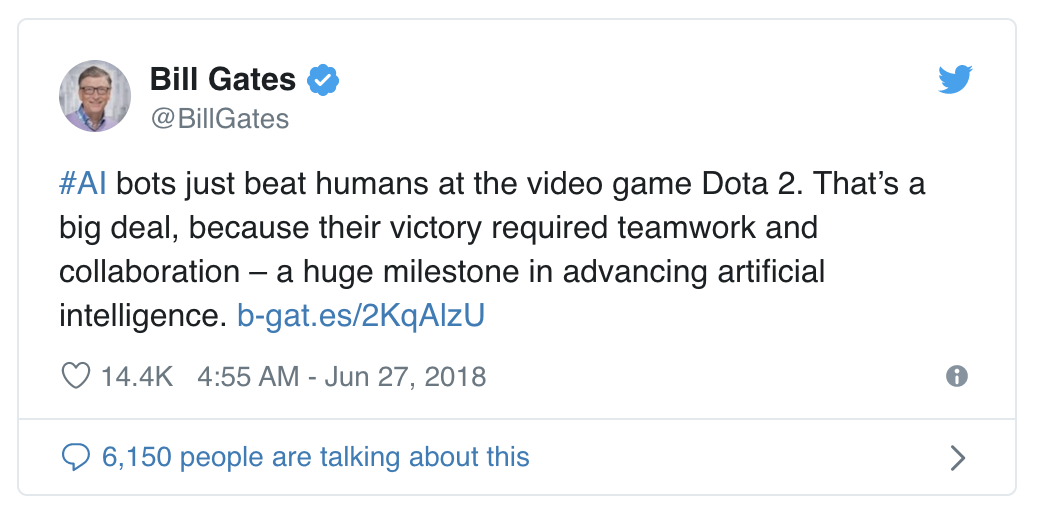 Bill Gates
@BillGates
#AI bots just beat humans at the video game Dota 2. That’s a
big deal, because their victory required teamwork and
collaboration – a huge milestone in advancing artificial
intelligence. b-gat.es/2KqAlzU
14.4K 4:55 AM - Jun 27, 2018
6,150 people are talking about this